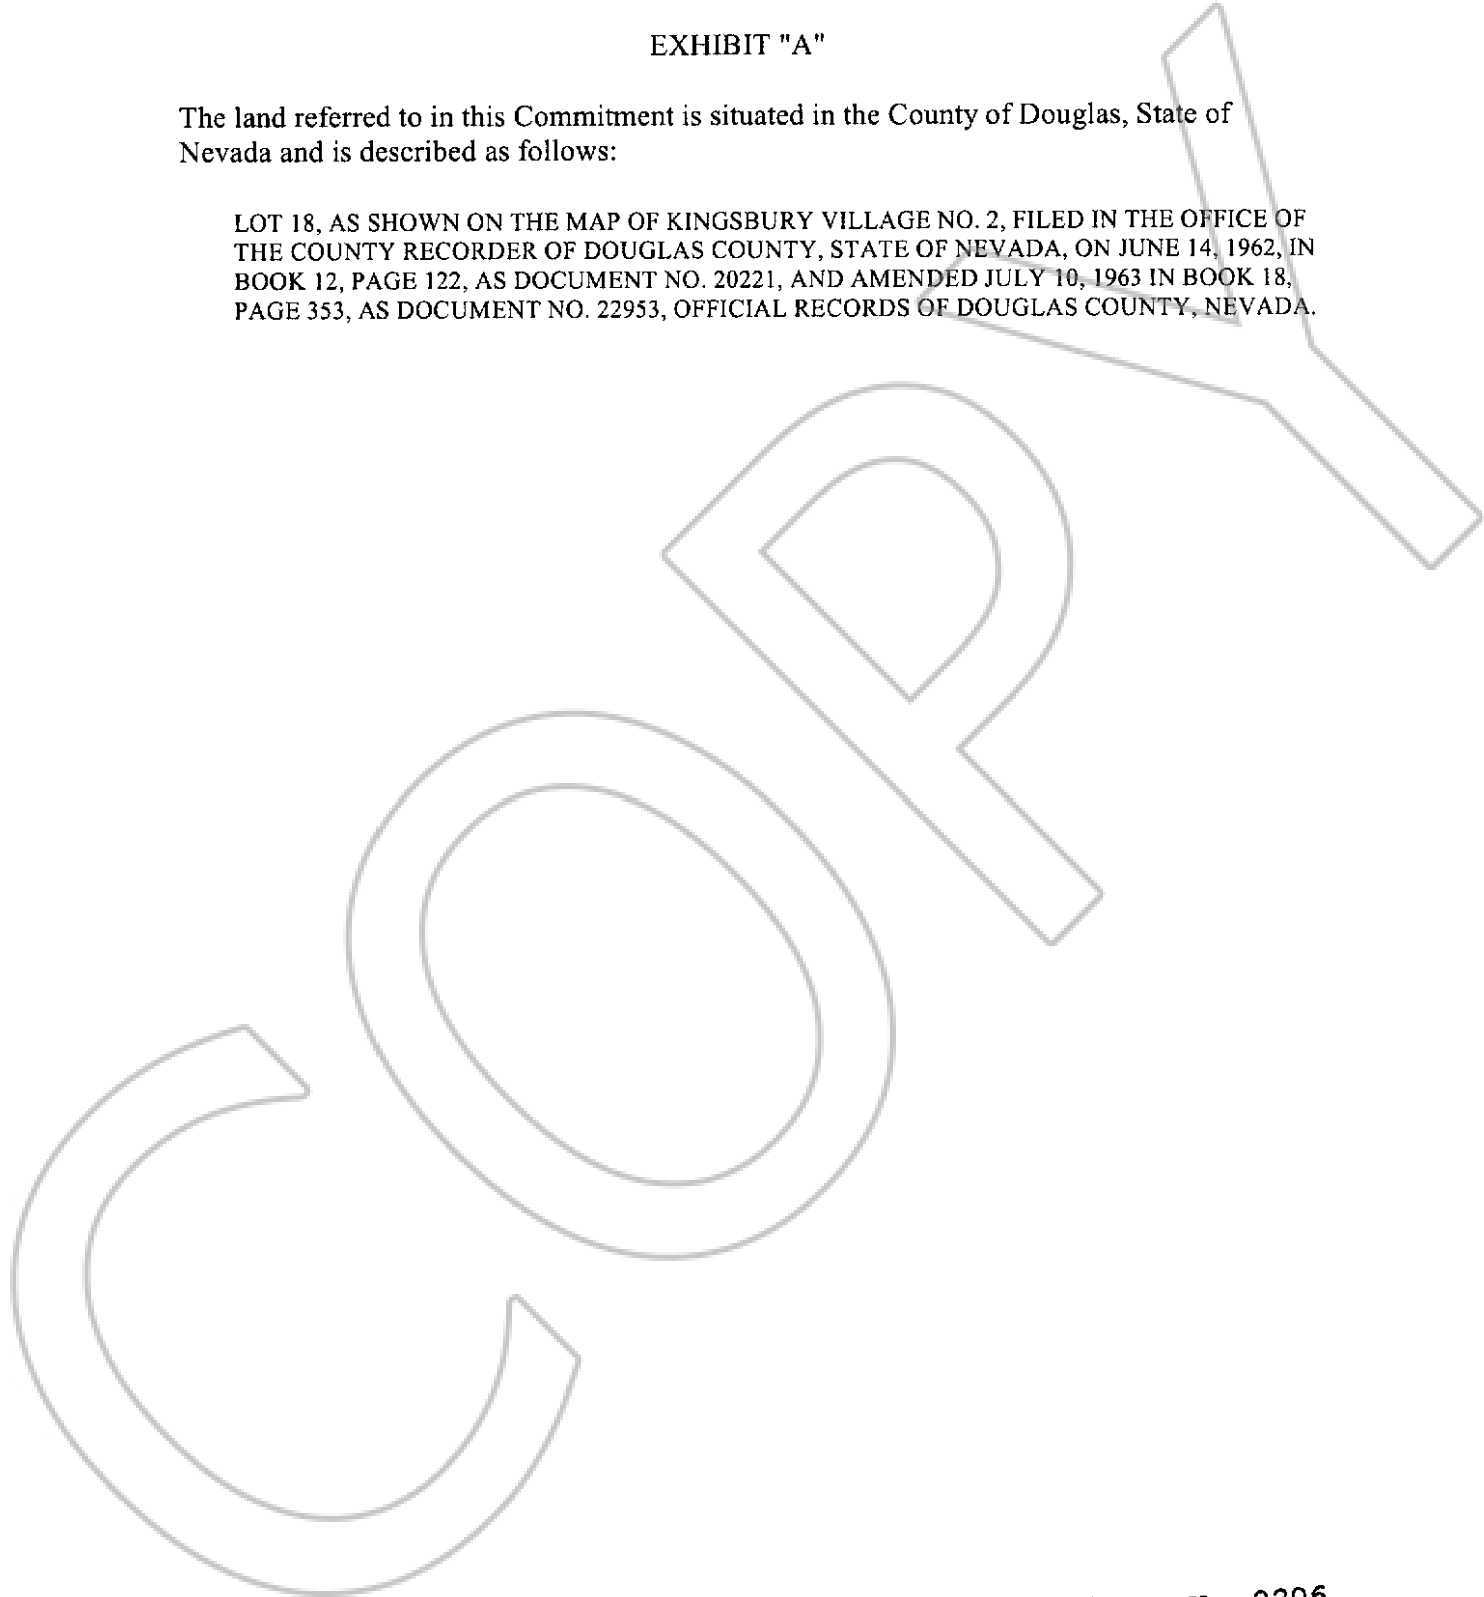 EXHIBIT "A"
The land referred to in this Commitment is situated in the County of Douglas, State of
Nevada and is described as follows:
LOT 18, AS SHOWN ON THE MAP OF KINGSBURY VILLAGE NO. 2, FILED IN THE OFFICE OF
THE COUNTY RECORDER OF DOUGLAS COUNTY, STATE OF NEVADA, ON JUNE 14, 1962, IN
BOOK 12, PAGE 122, AS DOCUMENT NO. 20221, AND AMENDED JULY 10, 1963 IN BOOK 18,
PAGE 353, AS DOCUMENT NO. 22953, OFFICIAL RECORDS OF DOUGLAS COUNTY, NEVADA.
COPY